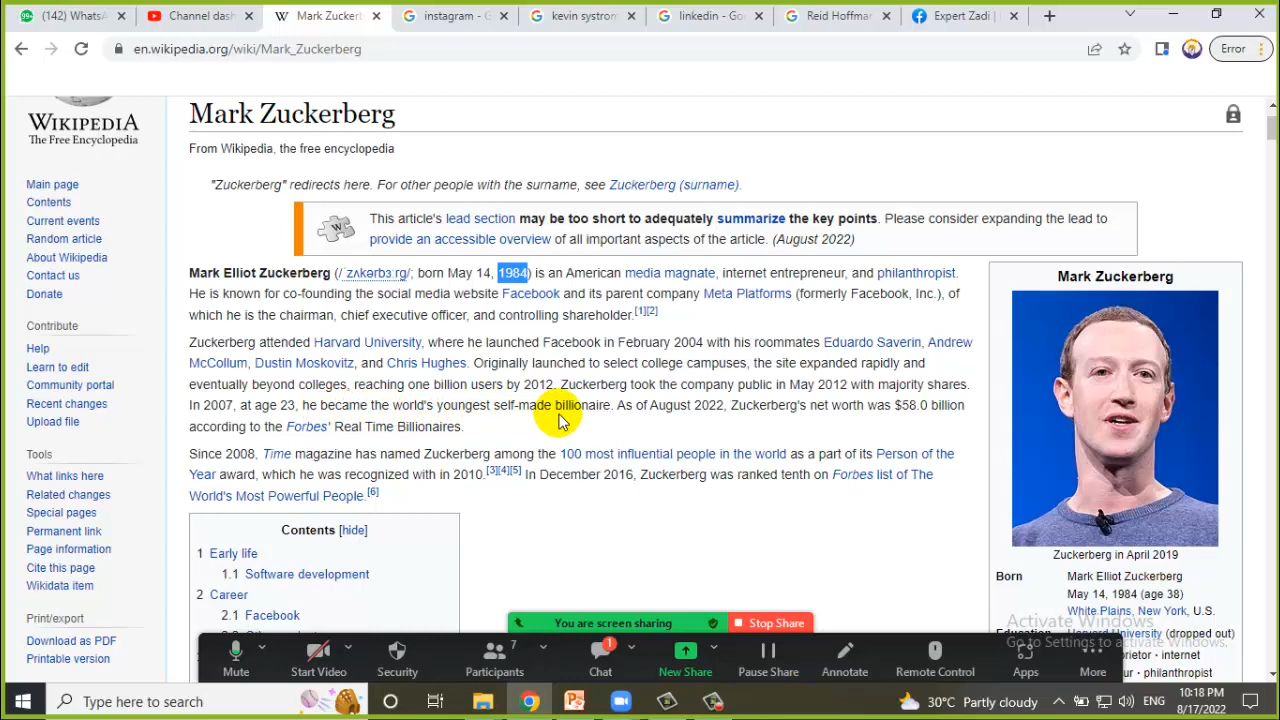 99+
(142) WhatsA
Channel dash
Mark Zuckerb
instagram - G
kevin systrom
linkedin - Go
Reid Hoffma
Expert Zadi |
en.wikipedia.org/wiki/Mark_Zuckerberg
Error
WIKIPEDIA
The Free Encyclopedia
Main page
Contents
Current events
Random article
About Wikipedia
Contact us
Donate
Contribute
Help
Learn to edit
Community portal
Recent changes
Upload file
Tools
What links here
Related changes
Special pages
Permanent link
Page information
Cite this page
Wikidata item
Print/export
Download as PDF
Printable version
Mark Zuckerberg
From Wikipedia, the free encyclopedia
"Zuckerberg" redirects here. For other people with the surname, see Zuckerberg (surname).
This article's lead section may be too short to adequately summarize the key points. Please consider expanding the lead to
provide an accessible overview of all important aspects of the article. (August 2022)
Mark Elliot Zuckerberg (/ˈzʌkərbɜːrɡ/; born May 14, 1984) is an American media magnate, internet entrepreneur, and philanthropist.
He is known for co-founding the social media website Facebook and its parent company Meta Platforms (formerly Facebook, Inc.), of
which he is the chairman, chief executive officer, and controlling shareholder.[1][2]
Zuckerberg attended Harvard University, where he launched Facebook in February 2004 with his roommates Eduardo Saverin, Andrew
McCollum, Dustin Moskovitz, and Chris Hughes. Originally launched to select college campuses, the site expanded rapidly and
eventually beyond colleges, reaching one billion users by 2012. Zuckerberg took the company public in May 2012 with majority shares.
In 2007, at age 23, he became the world's youngest self-made billionaire. As of August 2022, Zuckerberg's net worth was $58.0 billion
according to the Forbes' Real Time Billionaires.
Since 2008, Time magazine has named Zuckerberg among the 100 most influential people in the world as a part of its Person of the
Year award, which he was recognized with in 2010.[3][4][5] In December 2016, Zuckerberg was ranked tenth on Forbes list of The
World's Most Powerful People.[6]
Contents [hide]
1 Early life
1.1 Software development
2 Career
2.1 Facebook
Mark Zuckerberg
Zuckerberg in April 2019
Born
Mark Elliot Zuckerberg
May 14, 1984 (age 38)
White Plains, New York, U.S.
Harvard University (dropped out)
internet
philanthropist
Activate Windows
Go to Settings to activate Windows.
You are screen sharing
Stop Share
Mute
Start Video
Security
Participants
7
Chat
1
New Share
Pause Share
Annotate
Remote Control
Apps
More
Type here to search
30°C Partly cloudy
ENG
10:18 PM
8/17/2022